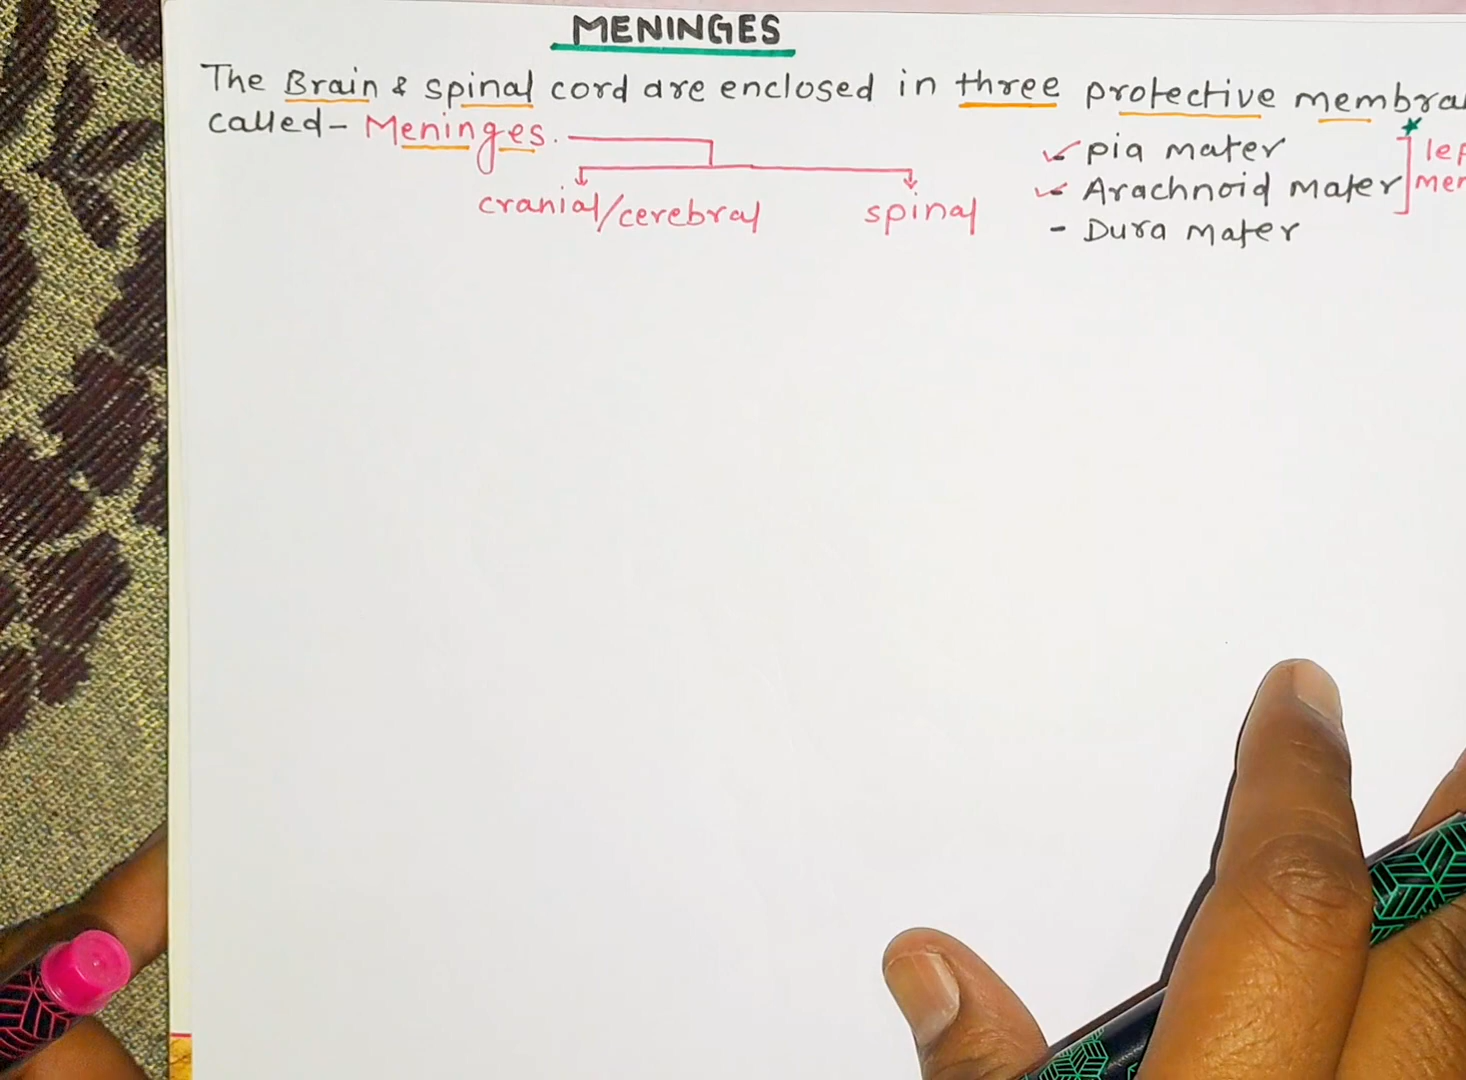 MENINGES
The Brain & spinal cord are enclosed in three protective
called - Meninges.
cranial/cerebral
spinal
pia mater
Arachnoid mater
- Dura mater